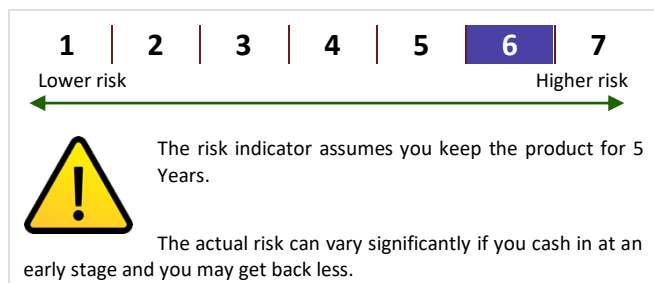 1 2 3 4 5 6 7
Lower risk Higher risk
The risk indicator assumes you keep the product for 5
Years.
The actual risk can vary significantly if you cash in at an
early stage and you may get back less.